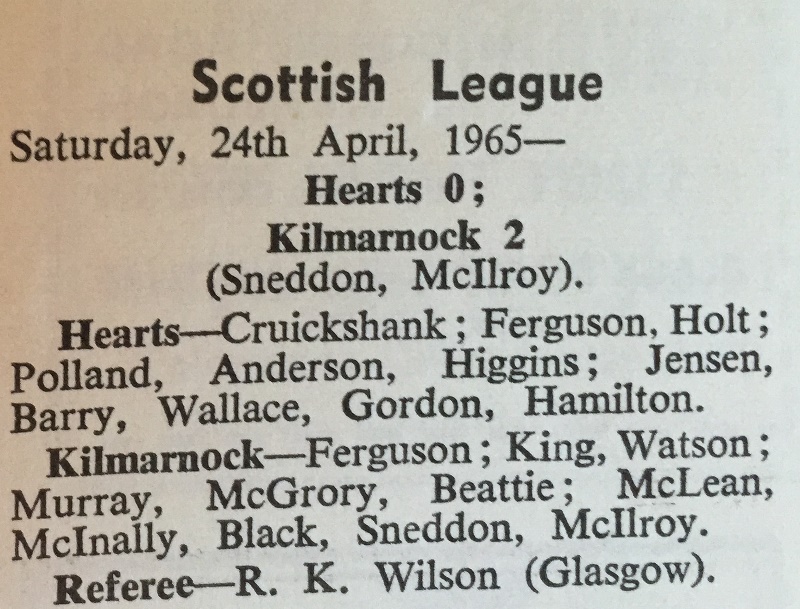 Scottish League
Saturday, 24th April, 1965—
Hearts 0;
Kilmarnock 2
(Sneddon, McIlroy).
Hearts—Cruickshank; Ferguson, Holt;
Polland, Anderson, Higgins; Jensen,
Barry, Wallace, Gordon, Hamilton.
Kilmarnock—Ferguson; King, Watson;
Murray, McGrory, Beattie; McLean,
McInally, Black, Sneddon, McIlroy.
Referee—R. K. Wilson (Glasgow).